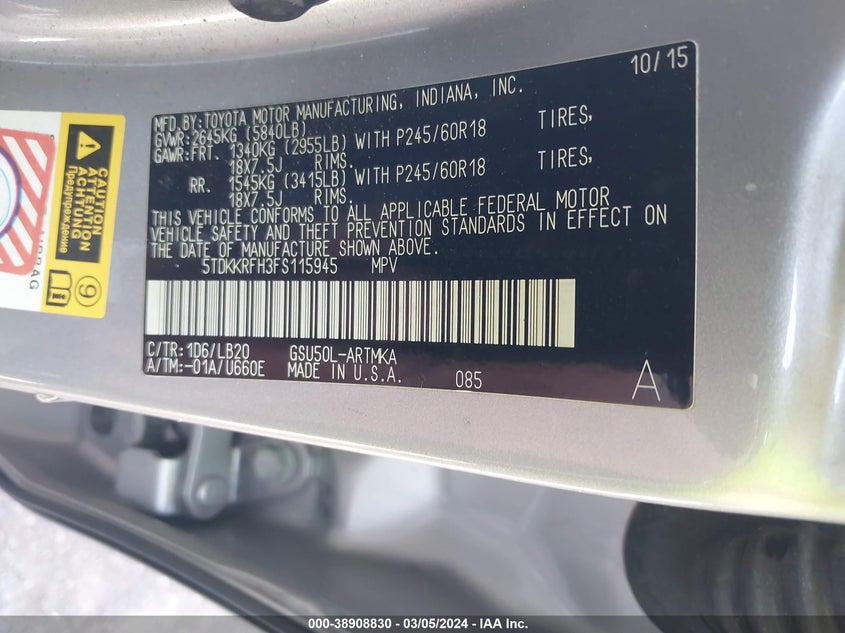 10/15
MFD.BY:TOYOTA MOTOR MANUFACTURING, INDIANA, INC.
GVWR:2645KG (5840LB)
GAWR:FRT. 1340KG (2955LB) WITH P245/60R18 TIRES,
18X7.5J RIMS.
RR. 1545KG (3415LB) WITH P245/60R18 TIRES,
18X7.5J RIMS.
THIS VEHICLE CONFORMS TO ALL APPLICABLE FEDERAL MOTOR
VEHICLE SAFETY AND THEFT PREVENTION STANDARDS IN EFFECT ON
THE DATE OF MANUFACTURE SHOWN ABOVE.
5TDKKRFH3FS115945 MPV
C/TR:1D6/LB20 GSU50L-ARTMKA
A/TM:-01A/U660E MADE IN U.S.A. 085 A
CAUTION
ATTENTION
ACHTUNG
Предупреждение
9
AIRBAG
000-38908830 - 03/05/2024 - IAA Inc.